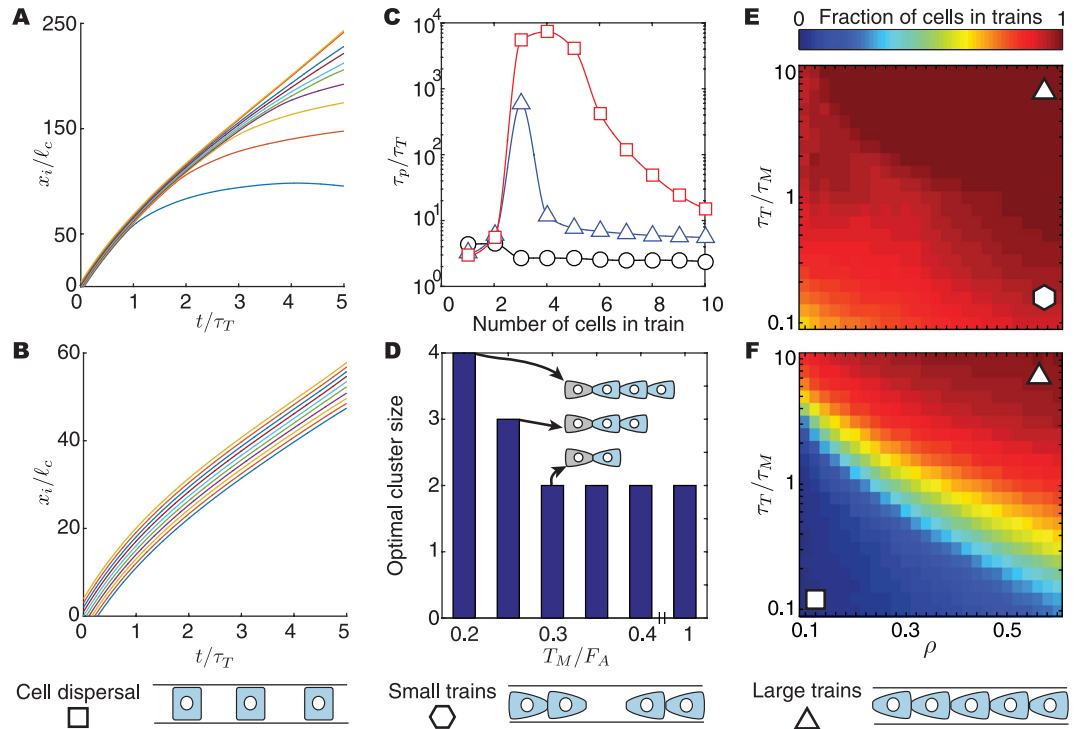 A
250
150
50
0
x_i/ℓ_c
0 1 2 3 4 5
t/τ_T
B
60
40
20
0
x_i/ℓ_c
0 1 2 3 4 5
t/τ_T
C
10^5
10^4
10^3
10^2
10^1
10^0
τ_p/τ_T
0 2 4 6 8 10
Number of cells in train
D
4
3
2
1
0
Optimal cluster size
0.2 0.3 0.4 1
T_M/F_A
E
0 Fraction of cells in trains 1
10
1
0.1
τ_T/τ_M
F
10
1
0.1
τ_T/τ_M
0.1 0.3 0.5
ρ
Cell dispersal
Small trains
Large trains